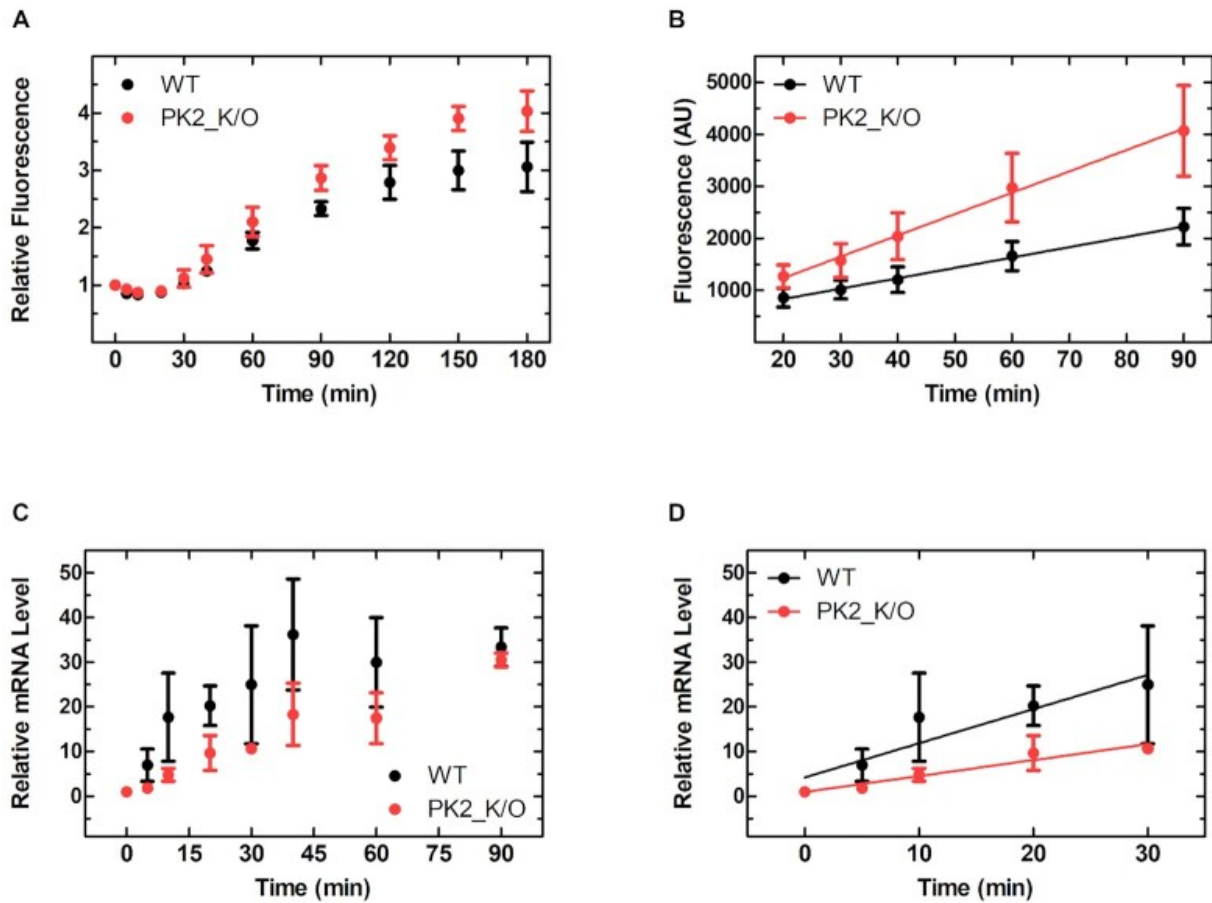 A
Relative Fluorescence
4
3
2
1
WT
PK2_K/O
0 30 60 90 120 150 180
Time (min)
B
Fluorescence (AU)
5000
4000
3000
2000
1000
WT
PK2_K/O
20 30 40 50 60 70 80 90
Time (min)
C
Relative mRNA Level
50
40
30
20
10
0
WT
PK2_K/O
0 15 30 45 60 75 90
Time (min)
D
Relative mRNA Level
50
40
30
20
10
0
WT
PK2_K/O
0 10 20 30
Time (min)